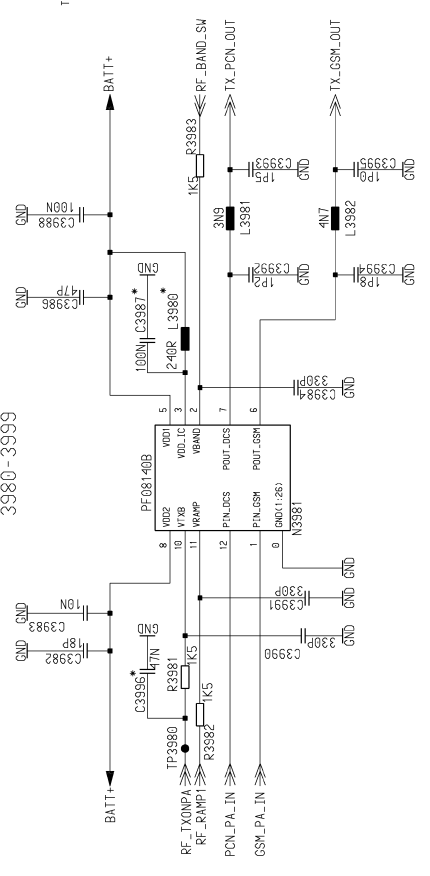 3980-3999
BATT+
GND
C3982
18P
GND
C3983
10N
GND
C3986
47P
GND
C3988
100N
BATT+
GND
C3996*
47N
GND
C3987*
100N
*
L3980
240R
TP3980
RF_TXONPA
RF_RAMP1
PCN_PA_IN
GSM_PA_IN
R3981
1K5
R3982
1K5
C3990
330P
GND
C3991
330P
GND
GND
PF08140B
8
10
11
12
1
0
VDD2
VTXB
VRAMP
PIN_DCS
PIN_GSM
GND(1:26)
VDD1
VDD_IC
VBAND
POUT_DCS
POUT_GSM
5
3
2
7
6
N3981
C3984
330P
GND
R3983
1K5
RF_BAND_SW
C3992
1P2
GND
3N9
L3981
C3993
1P5
GND
TX_PCN_OUT
C3994
1P8
GND
4N7
L3982
C3995
1P0
GND
TX_GSM_OUT